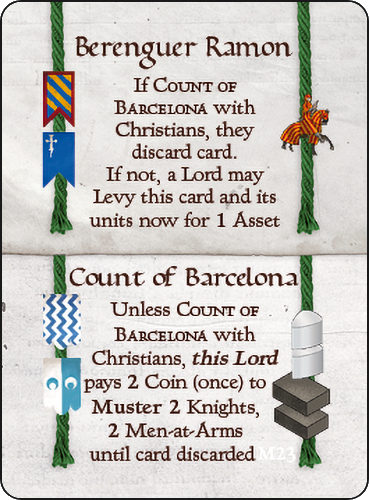 Berenguer Ramon
If COUNT OF
BARCELONA with
Christians, they
discard card.
If not, a Lord may
Levy this card and its
units now for 1 Asset
Count of Barcelona
Unless COUNT OF
BARCELONA with
Christians, this Lord
pays 2 Coin (once) to
Muster 2 Knights,
2 Men-at-Arms
until card discarded M23